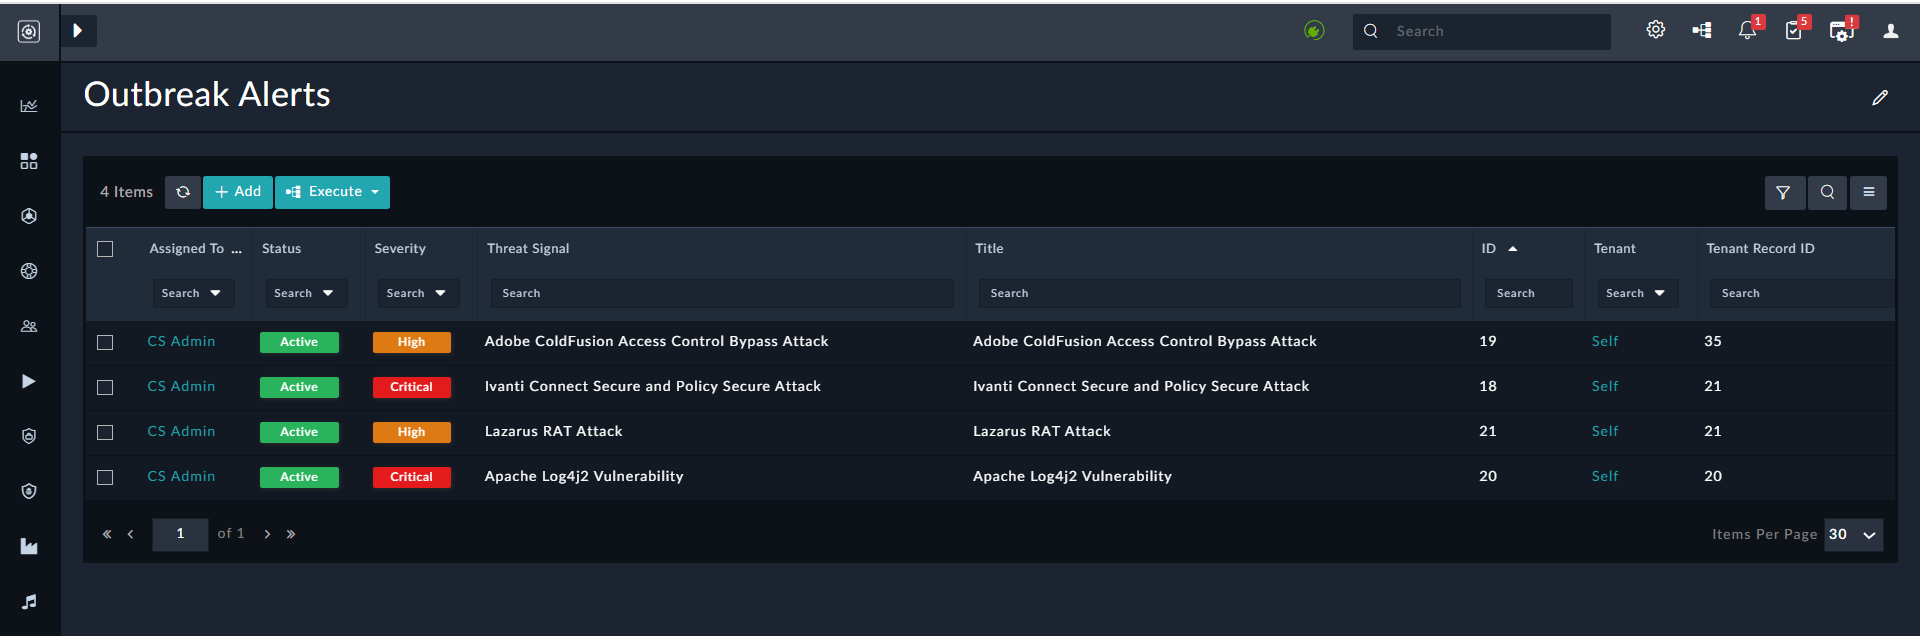 Search
1
5
!
Outbreak Alerts
4 Items
Add
Execute
Assigned To ... Status Severity Threat Signal Title ID Tenant Tenant Record ID
Search Search Search Search Search Search Search Search
CS Admin Active High Adobe ColdFusion Access Control Bypass Attack Adobe ColdFusion Access Control Bypass Attack 19 Self 35
CS Admin Active Critical Ivanti Connect Secure and Policy Secure Attack Ivanti Connect Secure and Policy Secure Attack 18 Self 21
CS Admin Active High Lazarus RAT Attack Lazarus RAT Attack 21 Self 21
CS Admin Active Critical Apache Log4j2 Vulnerability Apache Log4j2 Vulnerability 20 Self 20
« ‹ 1 of 1 › » Items Per Page 30